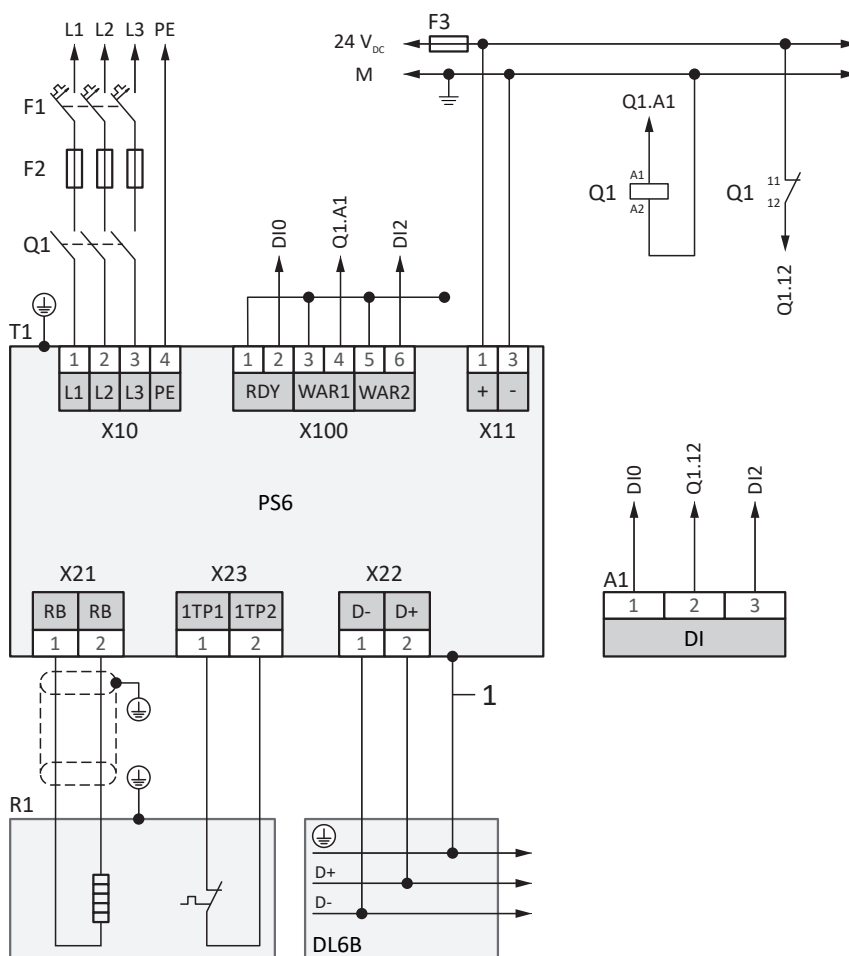 L1 L2 L3 PE
F1
F2
Q1
T1
DI0
Q1.A1
DI2
24 VDC
F3
M
Q1.A1
Q1
A1
A2
Q1
11
12
Q1.12
1 2 3 4
L1 L2 L3 PE
X10
1 2 3 4 5 6
RDY WAR1 WAR2
X100
1 3
+ -
X11
PS6
X21
RB RB
1 2
X23
1TP1 1TP2
1 2
X22
D- D+
1 2
1
DI0
Q1.12
DI2
A1
1 2 3
DI
R1
D+
D-
DL6B